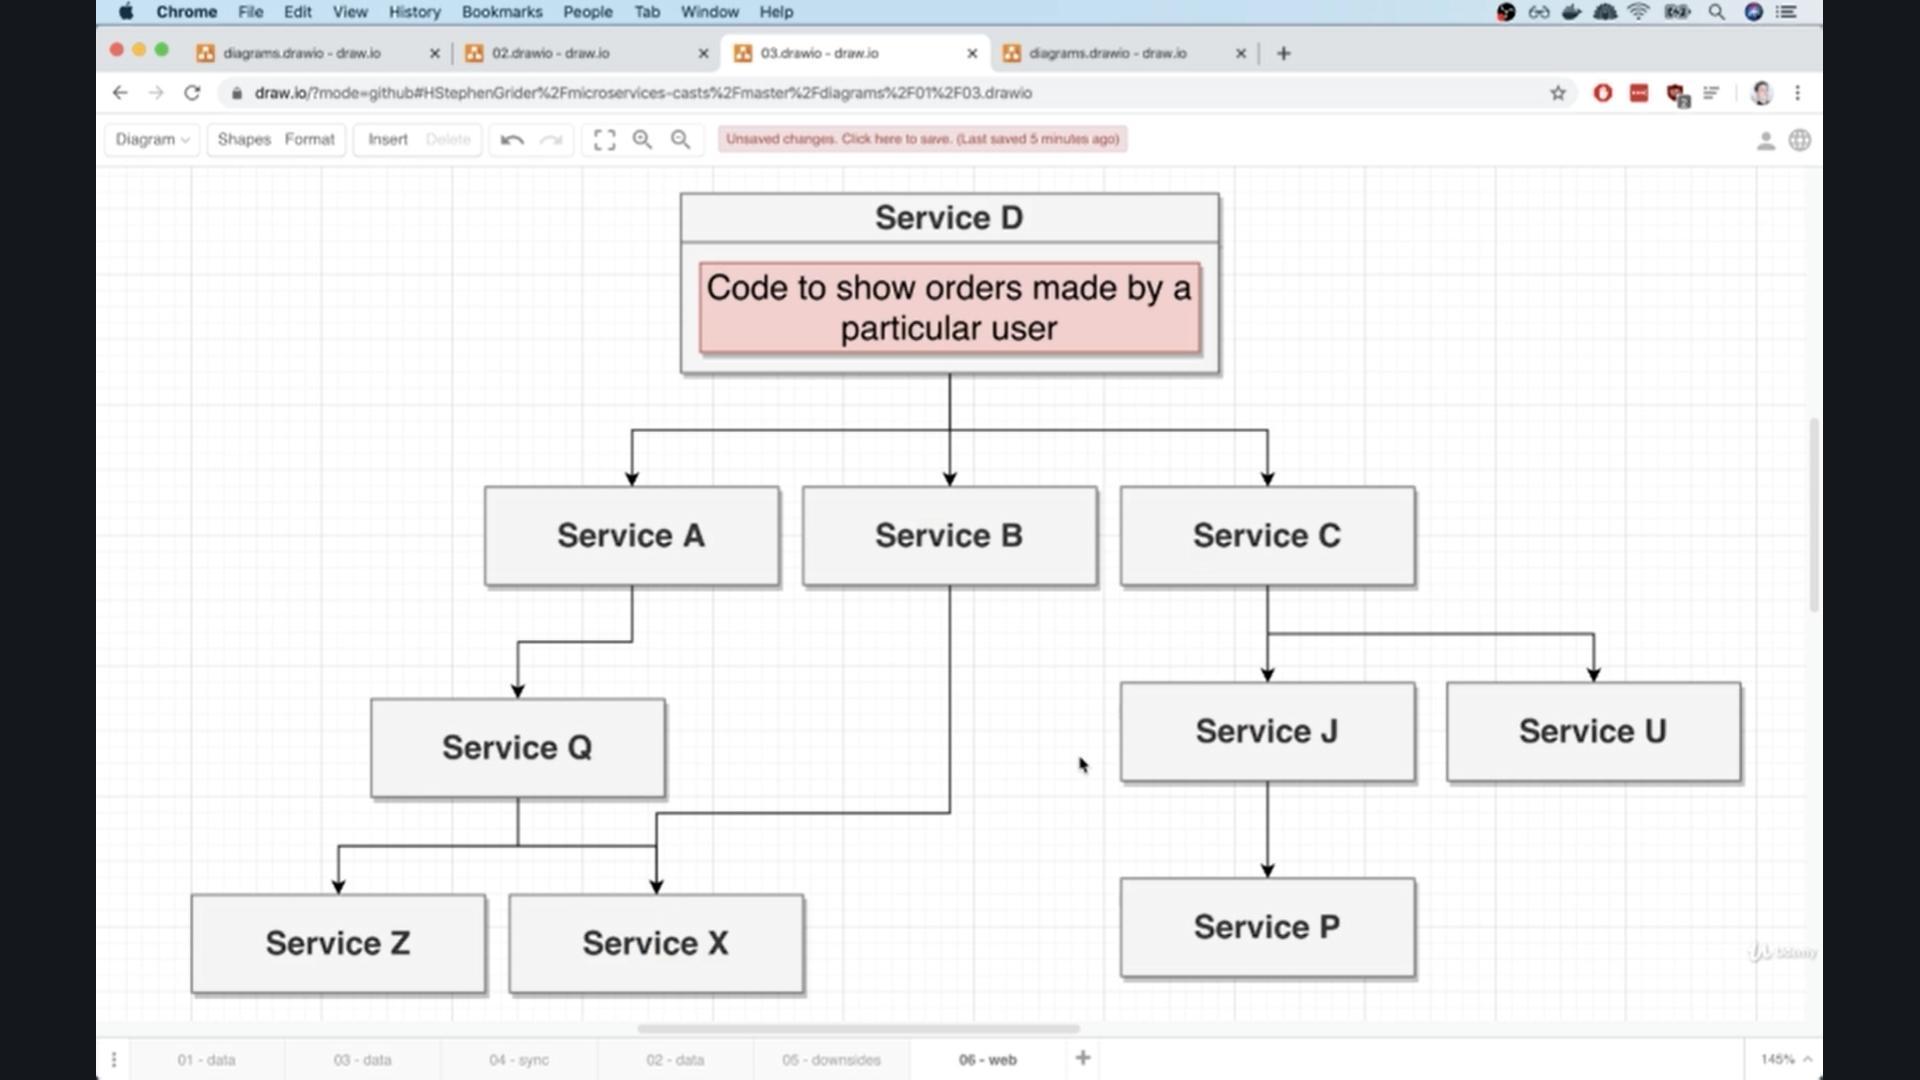 Chrome File Edit View History Bookmarks People Tab Window Help
diagrams.drawio - draw.io
02.drawio - draw.io
03.drawio - draw.io
diagrams.drawio - draw.io
draw.io/?mode=github#HStephenGrider%2Fmicroservices-casts%2Fmaster%2Fdiagrams%2F01%2F03.drawio
Diagram Shapes Format Insert Delete
Unsaved changes. Click here to save. (Last saved 5 minutes ago)
Service D
Code to show orders made by a
particular user
Service A
Service B
Service C
Service Q
Service J
Service U
Service Z
Service X
Service P
Udemy
01 - data
03 - data
04 - sync
02 - data
05 - downsides
06 - web
145%